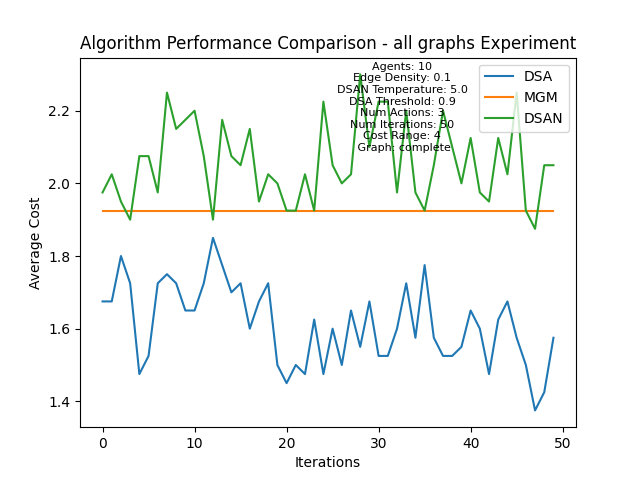 Algorithm Performance Comparison - all graphs Experiment
Agents: 10
Edge Density: 0.1
DSAN Temperature: 5.0
DSA Threshold: 0.9
Num Actions: 3
Num Iterations: 50
Cost Range: 4
Graph: complete
DSA
MGM
DSAN
Average Cost
2.2
2.0
1.8
1.6
1.4
0 10 20 30 40 50
Iterations